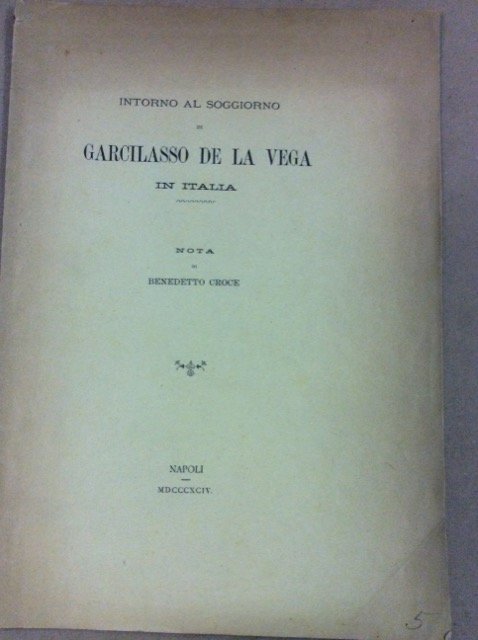 INTORNO AL SOGGIORNO
DI
GARCILASSO DE LA VEGA
IN ITALIA
NOTA
DI
BENEDETTO CROCE
NAPOLI
MDCCCXCIV.
5